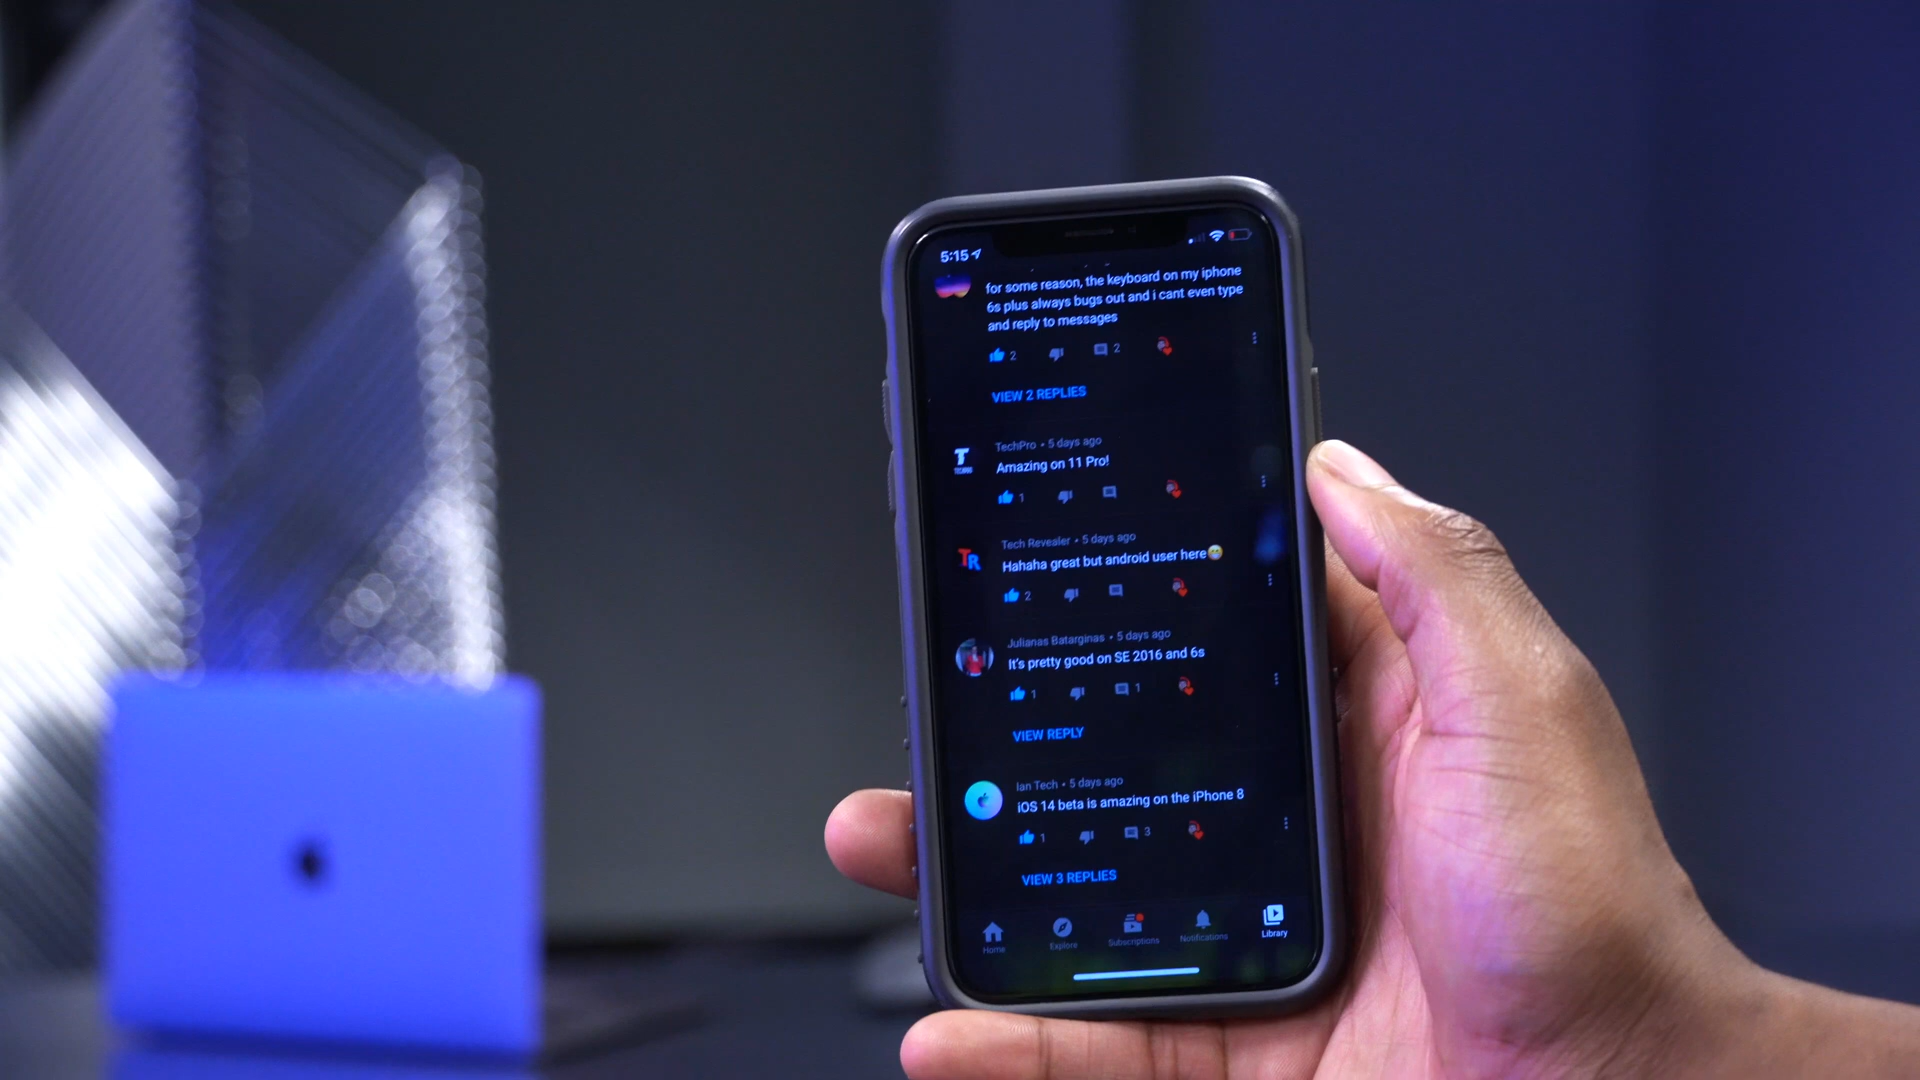 5:15
for some reason, the keyboard on my iphone
6s plus always bugs out and i cant even type
and reply to messages
2
2
VIEW 2 REPLIES
TechPro • 5 days ago
Amazing on 11 Pro!
1
Tech Revealer • 5 days ago
TR
Hahaha great but android user here😁
2
Julianas Batarginas • 5 days ago
It's pretty good on SE 2016 and 6s
1
1
VIEW REPLY
Ian Tech • 5 days ago
iOS 14 beta is amazing on the iPhone 8
1
3
VIEW 3 REPLIES
Home
Explore
Subscriptions
Notifications
Library